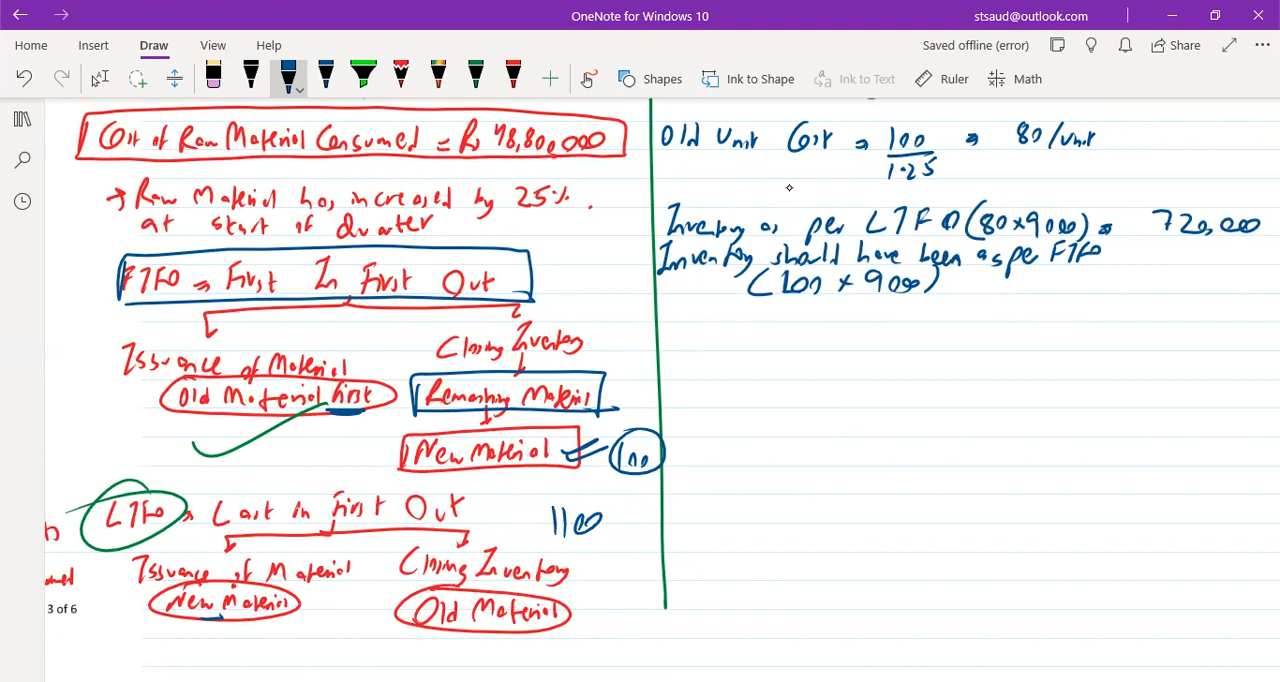 OneNote for Windows 10
stsaud@outlook.com
Home Insert Draw View Help
Saved offline (error)
Share
Shapes
Ink to Shape
Ink to Text
Ruler
Math
Cost of Raw Material Consumed = Rs 48,80,000
→ Raw Material has increased by 25%.
at start of Quarter
FIFO = First In First Out
Issuance of Material
Old Material first
Closing Inventory
Remaining Material
New Material
100
LIFO = Last in First Out
1100
Issuance of Material
New Material
Closing Inventory
Old Material
3 of 6
Old Unit Cost = 100 / 1.25 = 80/unit
Inventory as per LIFO (80×9000) = 720,000
Inventory should have been as per FIFO
(100 × 9000)